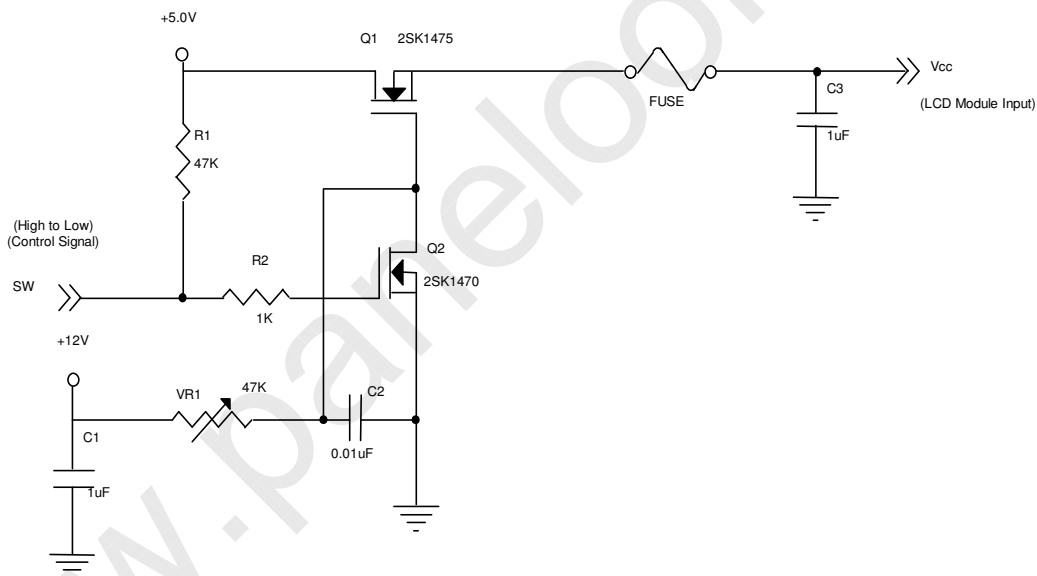 +5.0V
Q1 2SK1475
Vcc
FUSE
C3
(LCD Module Input)
1uF
R1
47K
(High to Low)
(Control Signal)
SW
R2
1K
Q2
2SK1470
+12V
VR1
47K
C2
0.01uF
C1
1uF
w.panelool